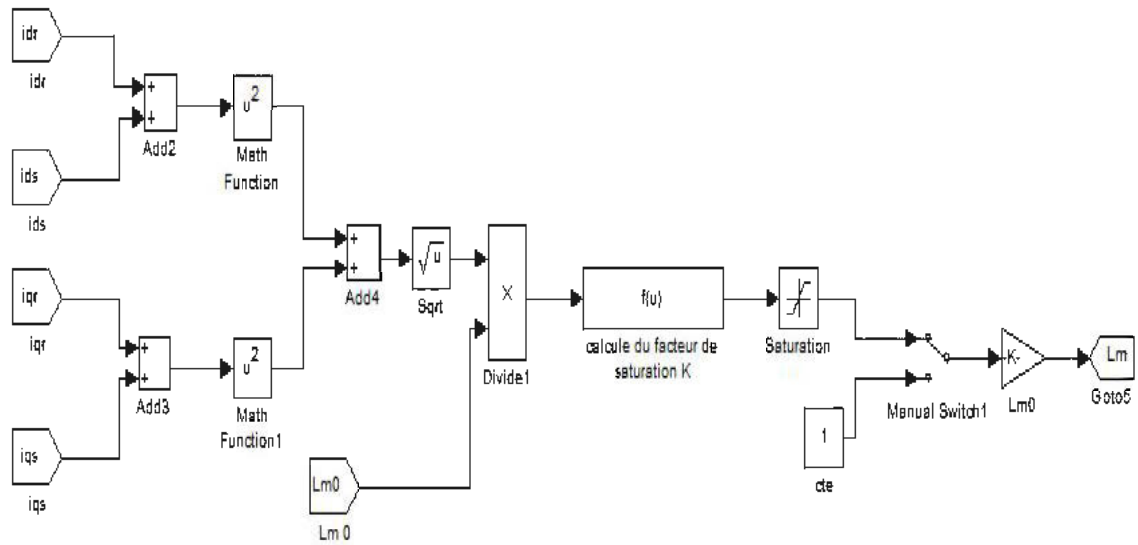 idr
idr
+
+
Add2
u²
Math
Function
ids
ids
iqr
iqr
+
+
Add3
u²
Math
Function1
iqs
iqs
+
+
Add4
√u
Sqrt
X
Divide1
Lm0
Lm 0
f(u)
calcule du facteur de
saturation K
Saturation
1
cte
Manual Switch1
-K-
Lm0
Lm
Goto5